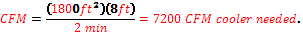 CFM = (1800ft²)(8ft) / 2 min = 7200 CFM cooler needed.